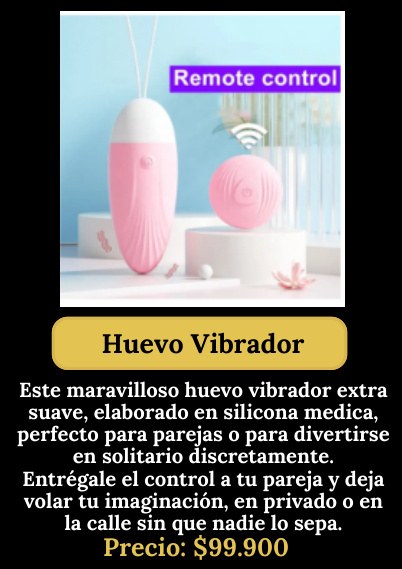 Remote control
Huevo Vibrador
Este maravilloso huevo vibrador extra
suave, elaborado en silicona medica,
perfecto para parejas o para divertirse
en solitario discretamente.
Entrégale el control a tu pareja y deja
volar tu imaginación, en privado o en
la calle sin que nadie lo sepa.
Precio: $99.900